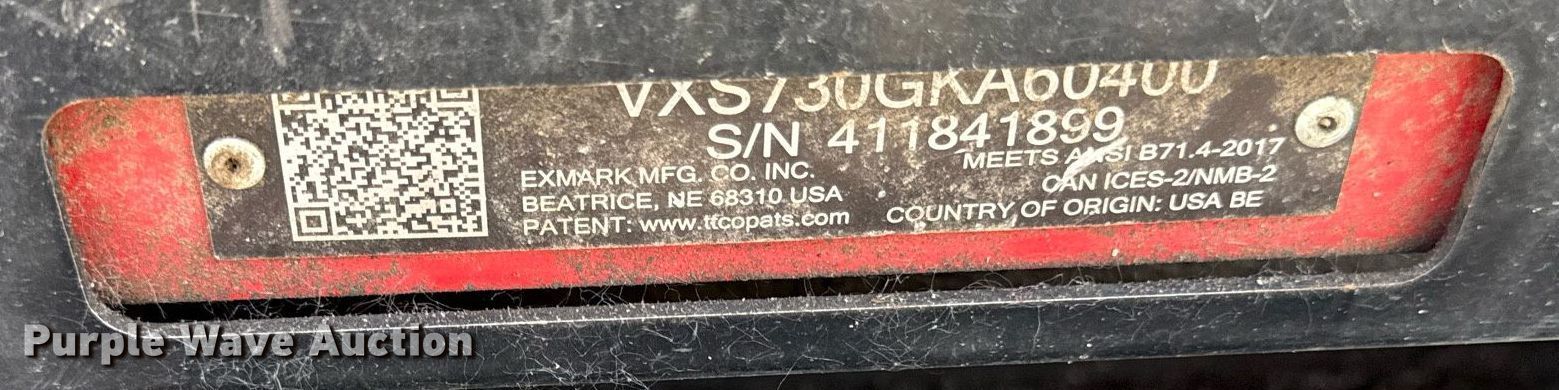 VXS730GKA60400
S/N 411841899
EXMARK MFG. CO. INC.
BEATRICE, NE 68310 USA
PATENT: www.ttcopats.com
MEETS ANSI B71.4-2017
CAN ICES-2/NMB-2
COUNTRY OF ORIGIN: USA BE
Purple Wave Auction